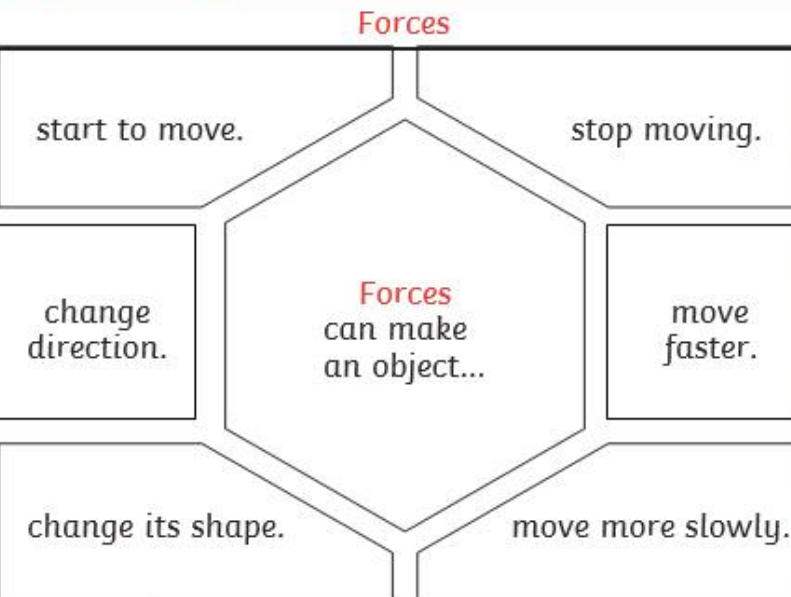 Forces
start to move.
stop moving.
change
direction.
Forces
can make
an object...
move
faster.
change its shape.
move more slowly.